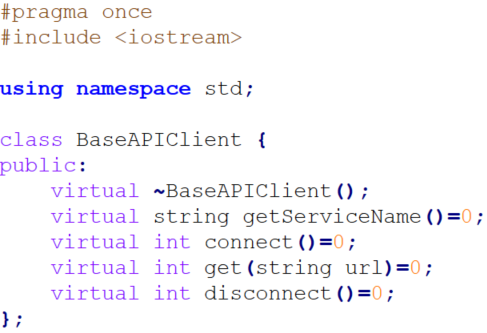 #pragma once
#include <iostream>
using namespace std;
class BaseAPIClient {
public:
    virtual ~BaseAPIClient();
    virtual string getServiceName()=0;
    virtual int connect()=0;
    virtual int get(string url)=0;
    virtual int disconnect()=0;
};